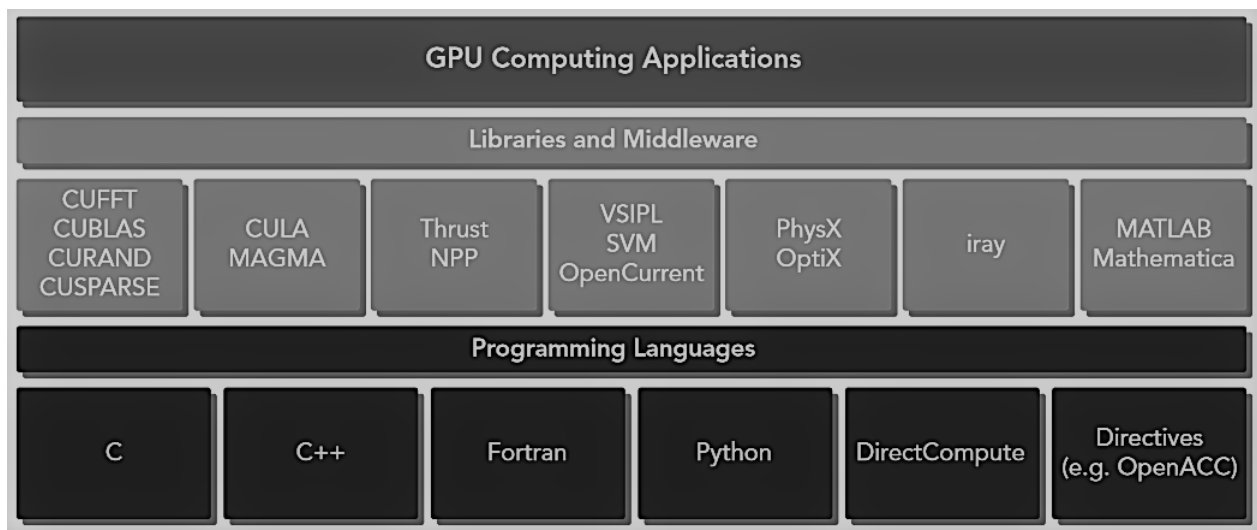 GPU Computing Applications
Libraries and Middleware
CUFFT
CUBLAS
CURAND
CUSPARSE
CULA
MAGMA
Thrust
NPP
VSIPL
SVM
OpenCurrent
PhysX
OptiX
iray
MATLAB
Mathematica
Programming Languages
C
C++
Fortran
Python
DirectCompute
Directives
(e.g. OpenACC)